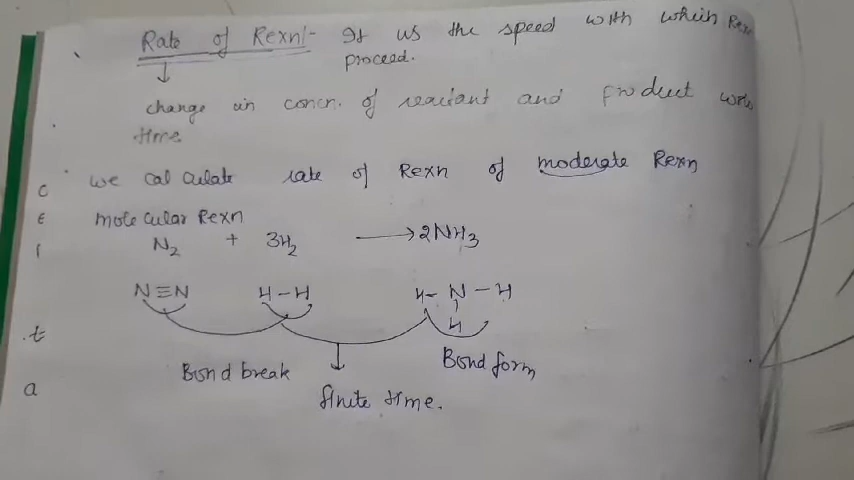 Rate of Rexn:- It is the speed with which Rexn
proceed.
change in concn. of reactant and product with
time
we calculate rate of Rexn of moderate Rexn
molecular Rexn
N2 + 3H2 → 2NH3
N≡N H-H H-N-H
H
Bond break Bond form
finite time.